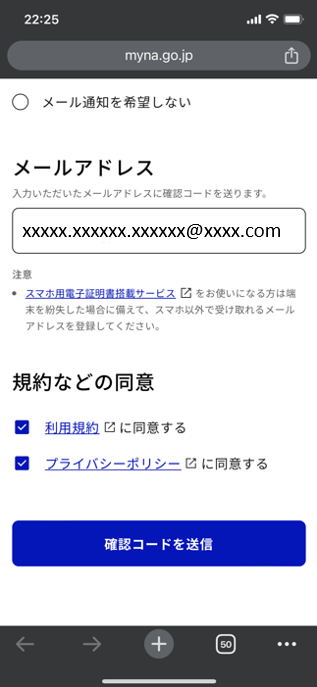 22:25
myna.go.jp
メール通知を希望しない
メールアドレス
入力いただいたメールアドレスに確認コードを送ります。
xxxxx.xxxxxx.xxxxxx@xxxx.com
注意
スマホ用電子証明書搭載サービス をお使いになる方は端
末を紛失した場合に備えて、スマホ以外で受け取れるメール
アドレスを登録してください。
規約などの同意
利用規約 に同意する
プライバシーポリシー に同意する
確認コードを送信
50